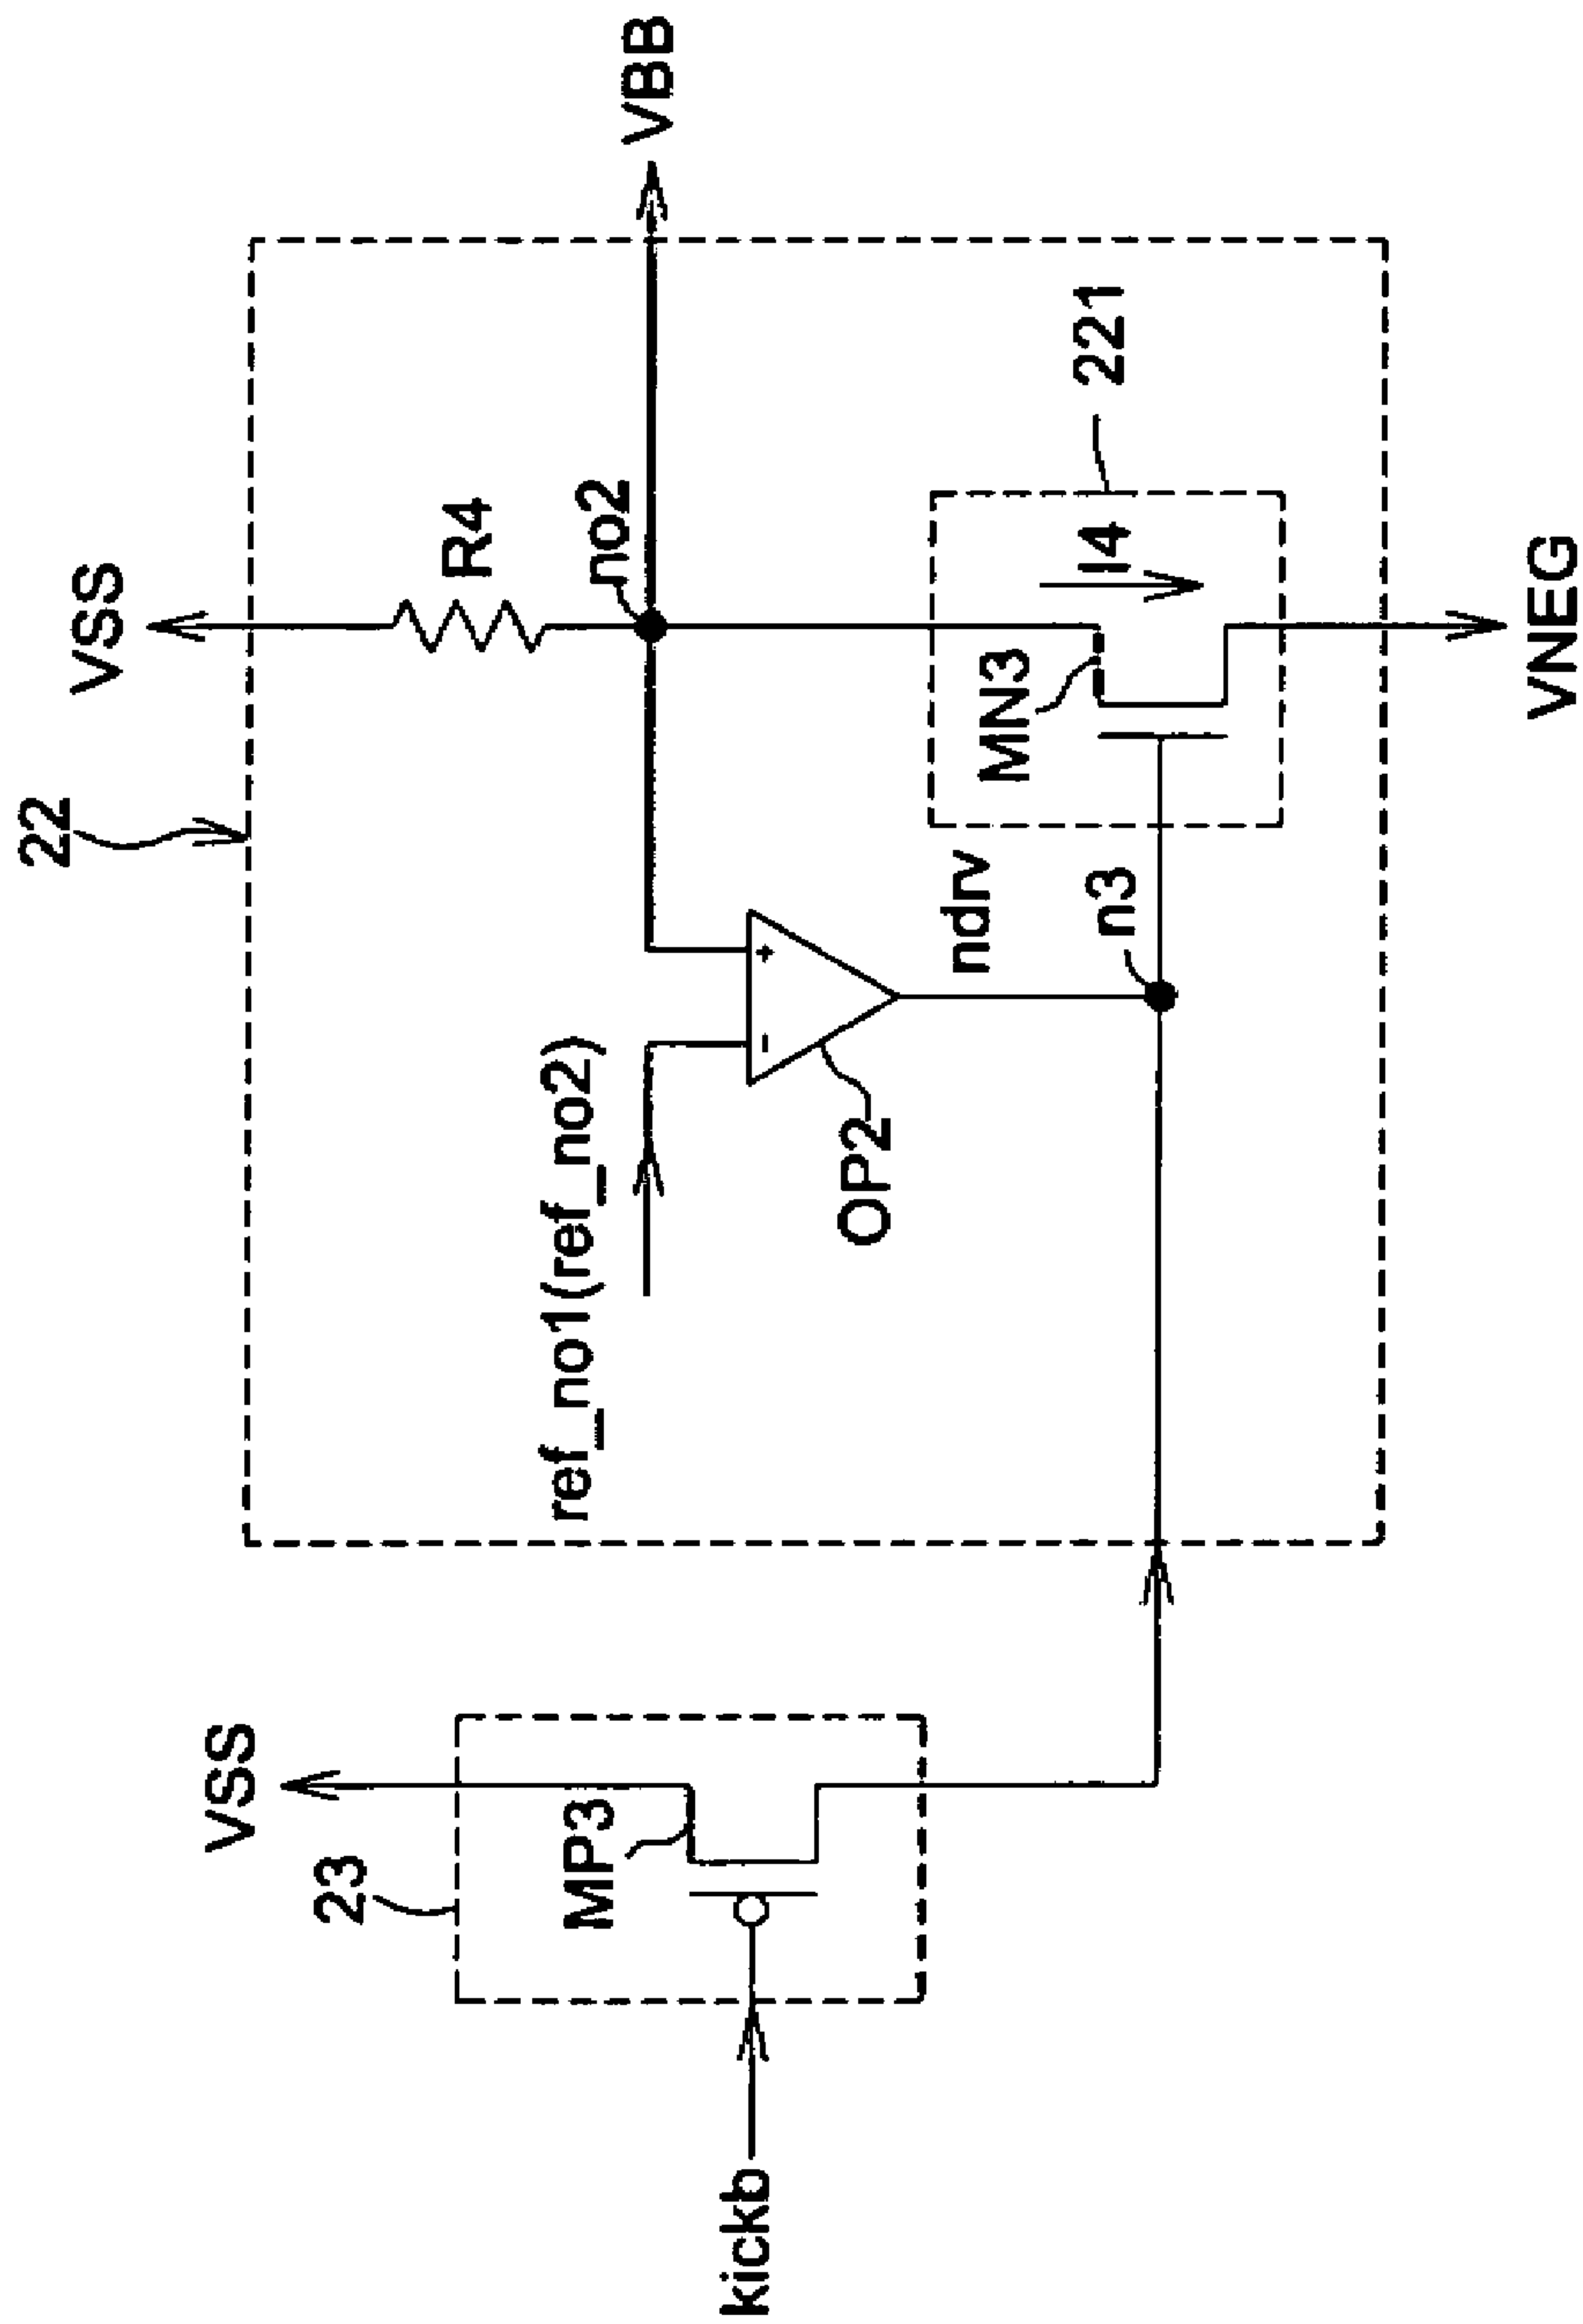 22
VSS
R4
no2
VBB
ref_no1(ref_no2)
-
+
OP2
ndrv
n3
MN3
I4
221
VNEG
VSS
23
MP3
kickb